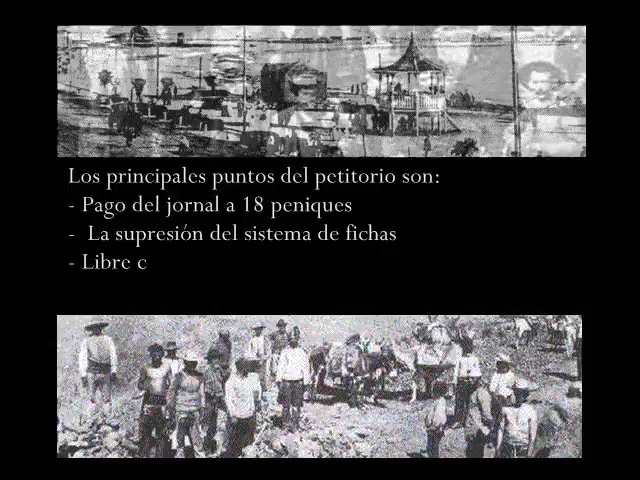 Los principales puntos del petitorio son:
- Pago del jornal a 18 peniques
- La supresión del sistema de fichas
- Libre c